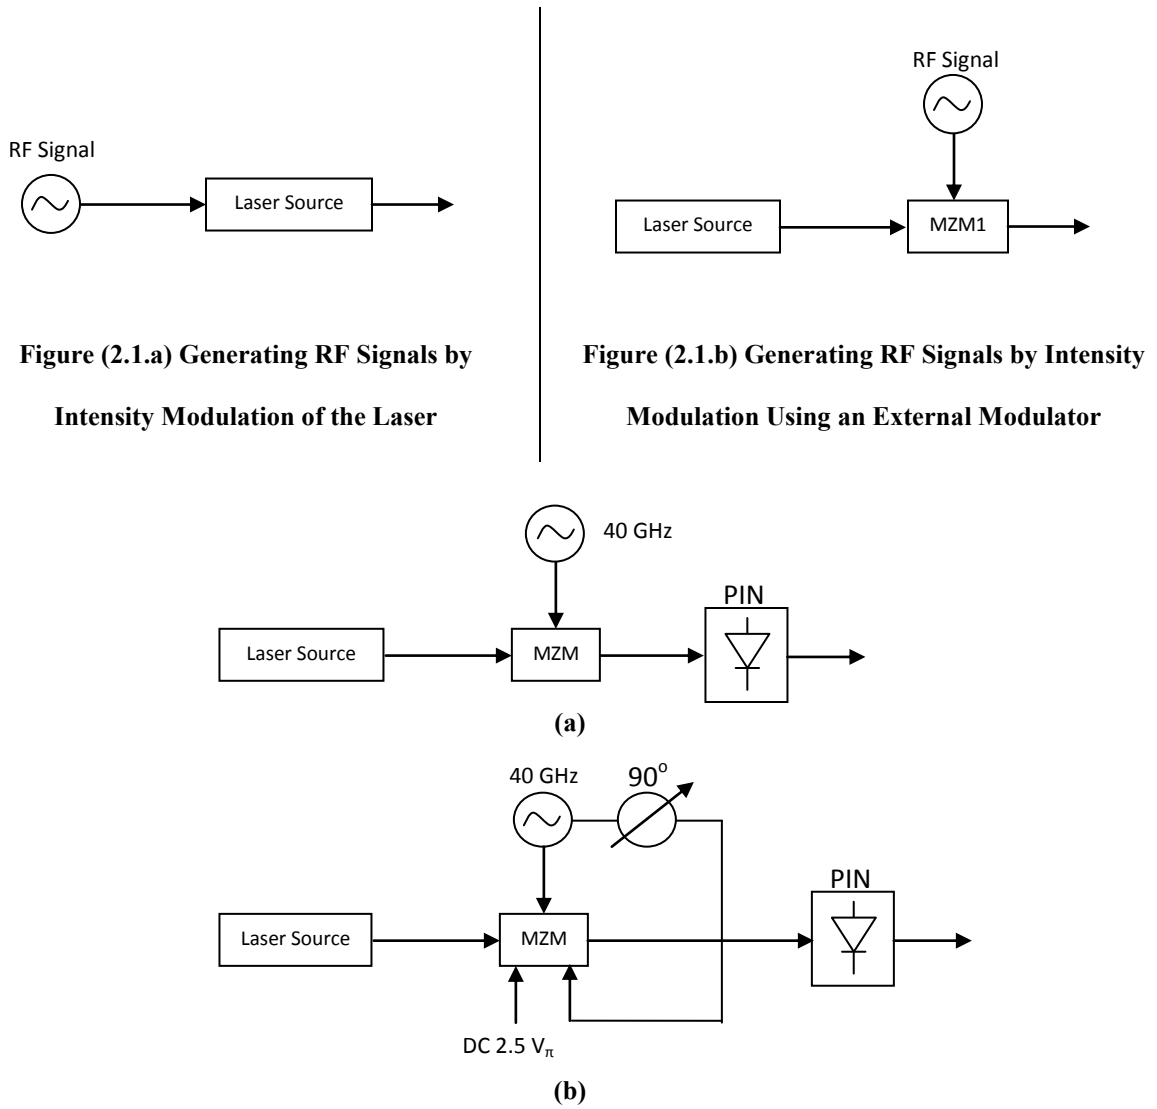 RF Signal
Laser Source
Figure (2.1.a) Generating RF Signals by
Intensity Modulation of the Laser
RF Signal
Laser Source
MZM1
Figure (2.1.b) Generating RF Signals by Intensity
Modulation Using an External Modulator
40 GHz
PIN
Laser Source
MZM
(a)
40 GHz
90°
PIN
Laser Source
MZM
DC 2.5 Vπ
(b)